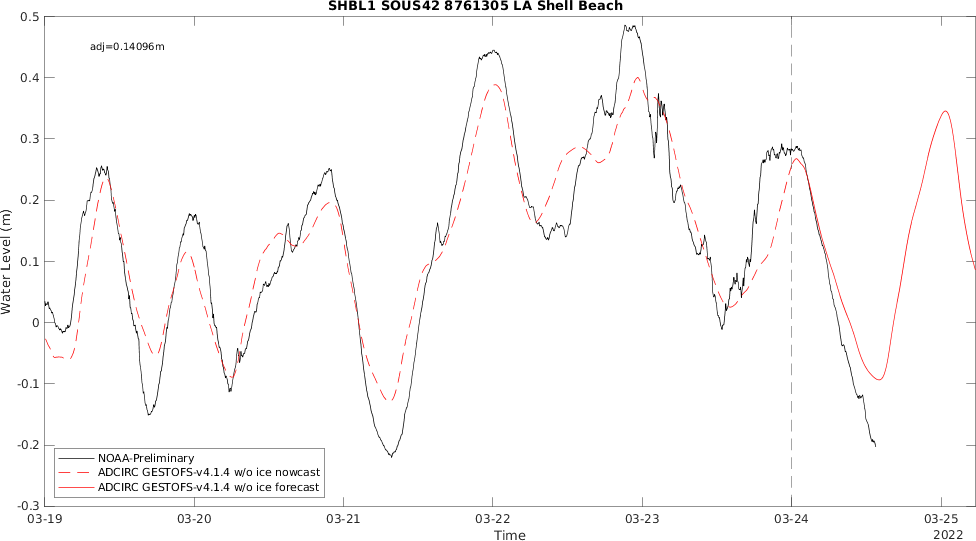 SHBL1 SOUS42 8761305 LA Shell Beach
adj=0.14096m
0.5
0.4
0.3
0.2
0.1
0
-0.1
-0.2
-0.3
Water Level (m)
NOAA-Preliminary
ADCIRC GESTOFS-v4.1.4 w/o ice nowcast
ADCIRC GESTOFS-v4.1.4 w/o ice forecast
03-19 03-20 03-21 03-22 03-23 03-24 03-25
Time
2022